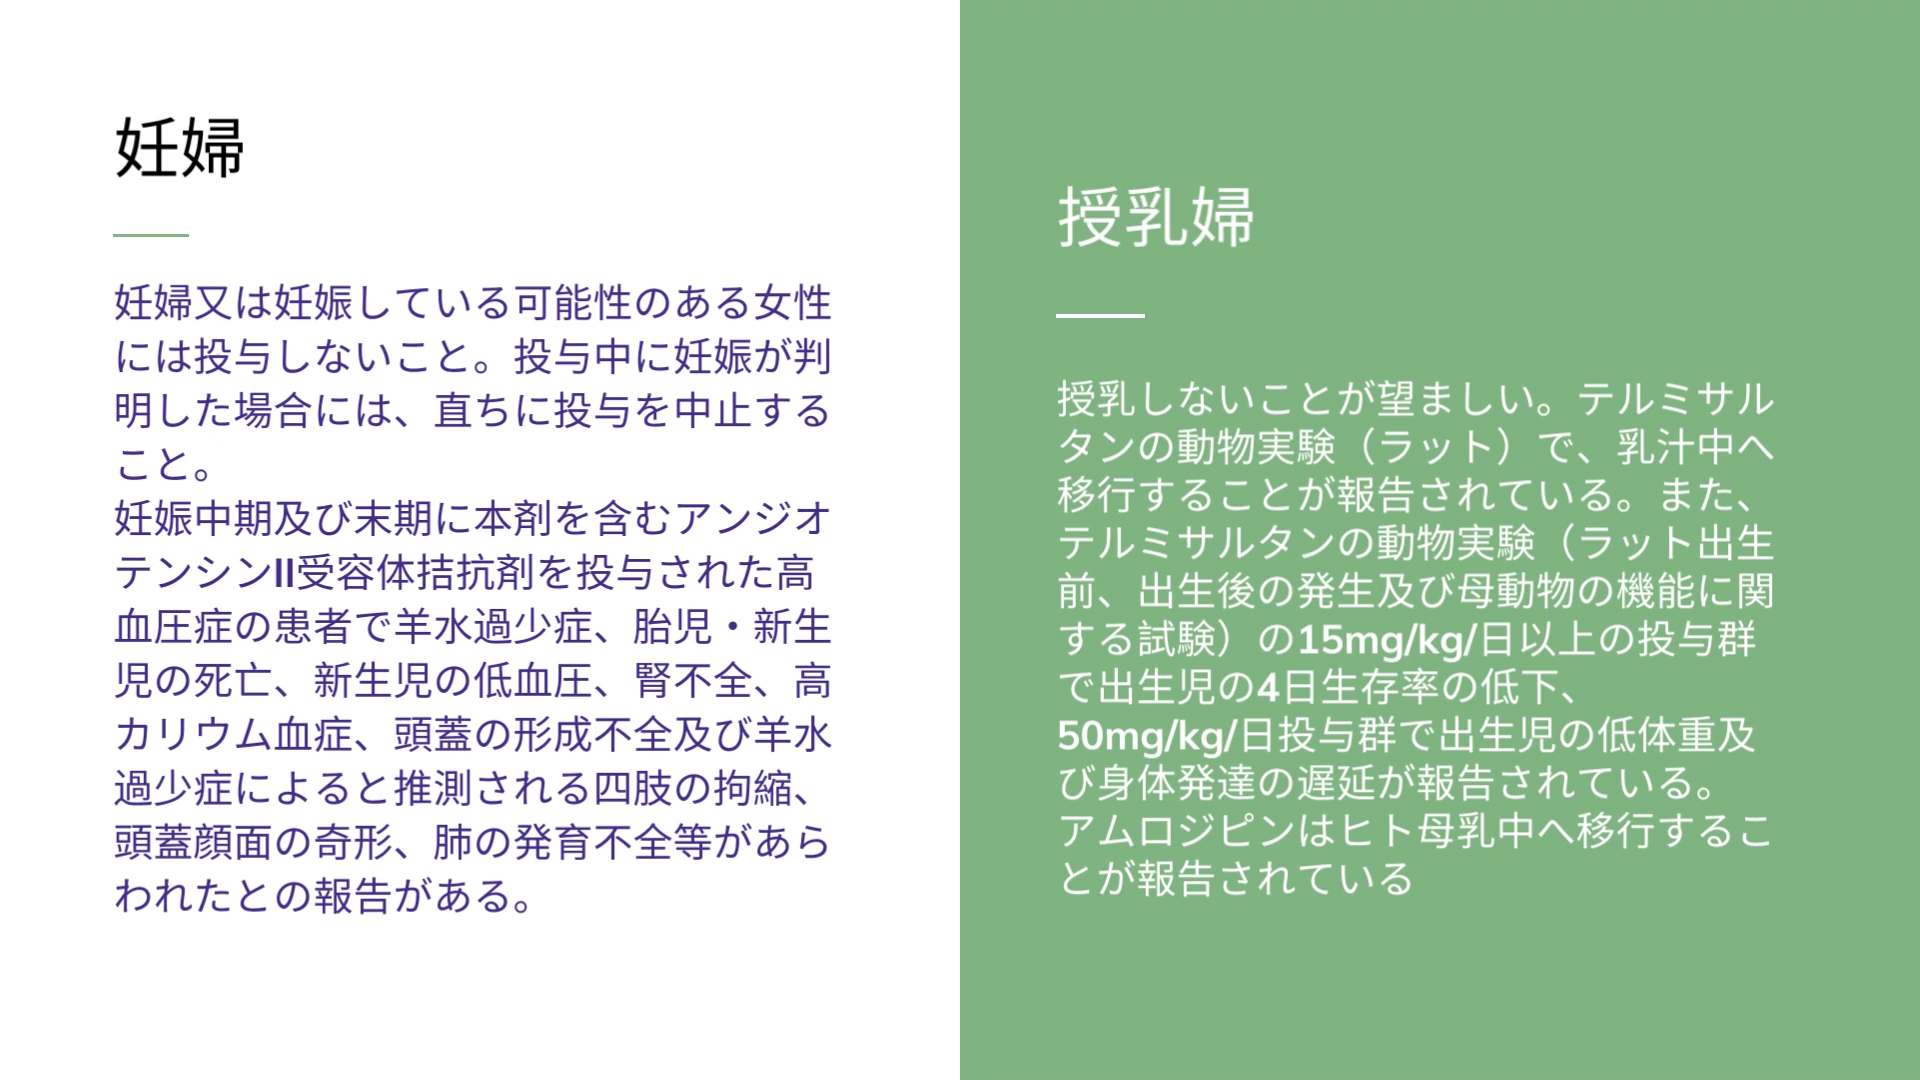 妊婦
妊婦又は妊娠している可能性のある女性
には投与しないこと。投与中に妊娠が判
明した場合には、直ちに投与を中止する
こと。
妊娠中期及び末期に本剤を含むアンジオ
テンシンII受容体拮抗剤を投与された高
血圧症の患者で羊水過少症、胎児・新生
児の死亡、新生児の低血圧、腎不全、高
カリウム血症、頭蓋の形成不全及び羊水
過少症によると推測される四肢の拘縮、
頭蓋顔面の奇形、肺の発育不全等があら
われたとの報告がある。
授乳婦
授乳しないことが望ましい。テルミサル
タンの動物実験（ラット）で、乳汁中へ
移行することが報告されている。また、
テルミサルタンの動物実験（ラット出生
前、出生後の発生及び母動物の機能に関
する試験）の15mg/kg/日以上の投与群
で出生児の4日生存率の低下、
50mg/kg/日投与群で出生児の低体重及
び身体発達の遅延が報告されている。
アムロジピンはヒト母乳中へ移行するこ
とが報告されている